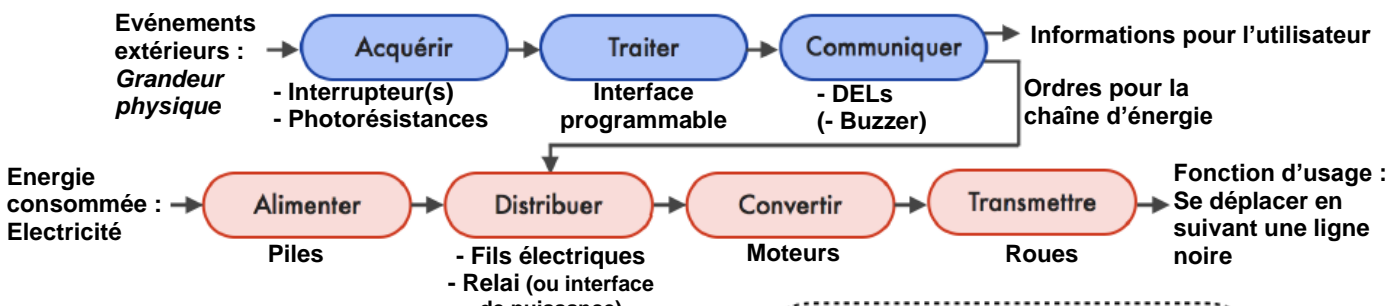 Evénements
extérieurs :
Grandeur
physique
Acquérir
- Interrupteur(s)
- Photorésistances
Traiter
Interface
programmable
Communiquer
- DELs
(- Buzzer)
Informations pour l’utilisateur
Ordres pour la
chaîne d’énergie
Energie
consommée :
Electricité
Alimenter
Piles
Distribuer
- Fils électriques
- Relai (ou interface
de puissance)
Convertir
Moteurs
Transmettre
Roues
Fonction d’usage :
Se déplacer en
suivant une ligne
noire